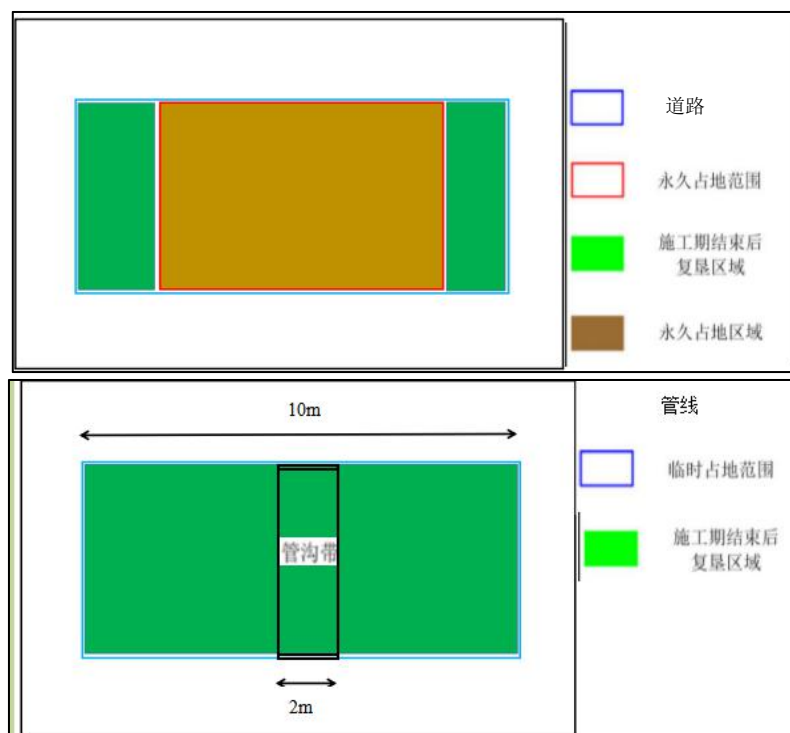 道路
永久占地范围
施工期结束后
复垦区域
永久占地区域
10m
管线
临时占地范围
管沟带
施工期结束后
复垦区域
2m